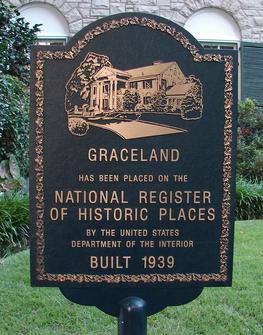 GRACELAND
HAS BEEN PLACED ON THE
NATIONAL REGISTER
OF HISTORIC PLACES
BY THE UNITED STATES
DEPARTMENT OF THE INTERIOR
BUILT 1939